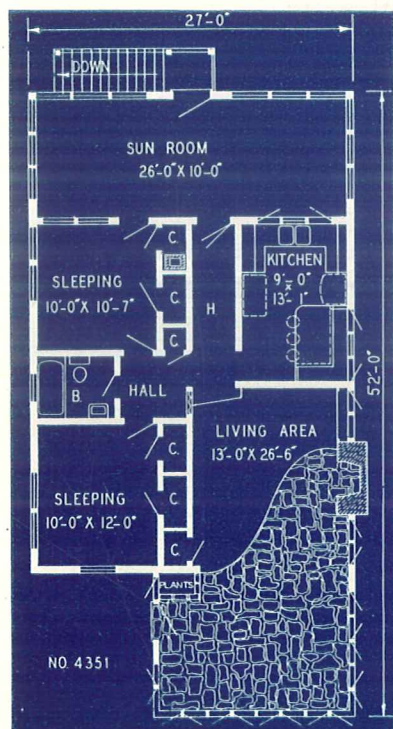 27'-0"
DOWN
SUN ROOM
26'-0" X 10'-0"
C.
SLEEPING
10'-0" X 10'-7"
C.
C.
H
KITCHEN
9'-0"
X
13'-1"
52'-0"
B.
HALL
LIVING AREA
13'-0" X 26'-6"
C.
SLEEPING
10'-0" X 12'-0"
C.
C.
PLANTS
NO. 4351